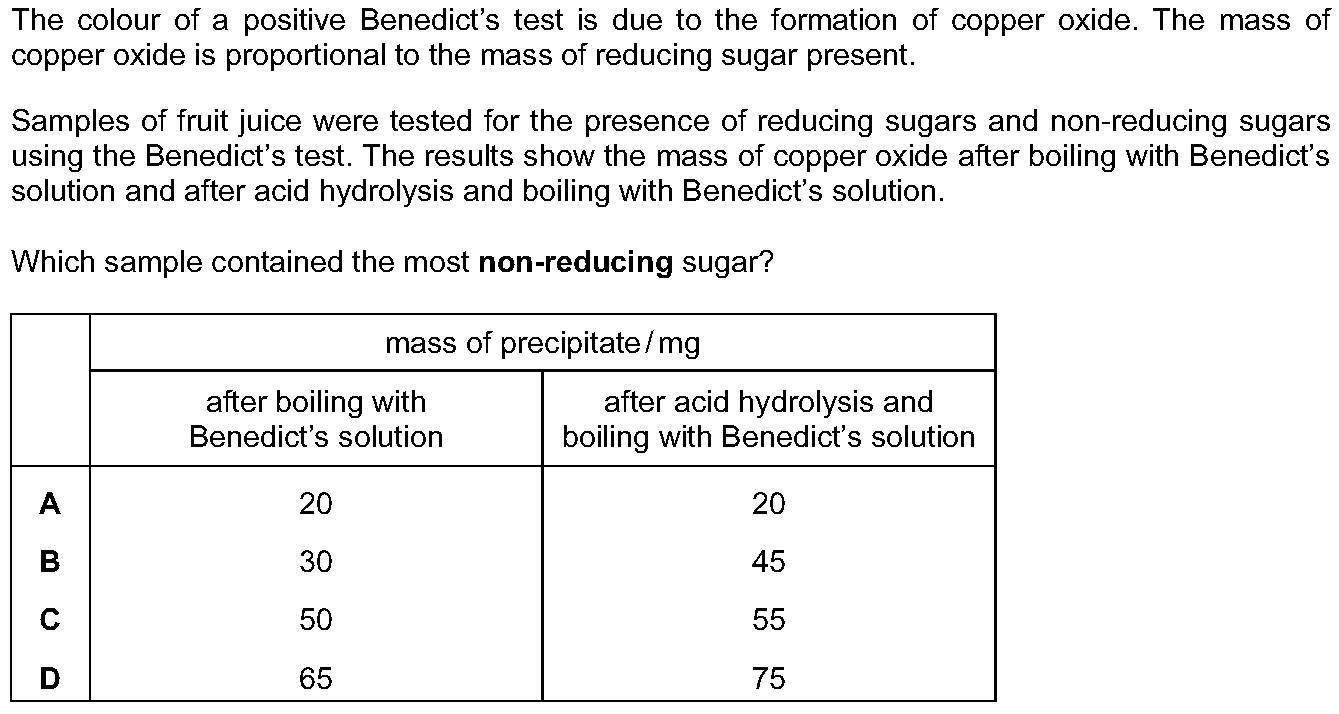 The colour of a positive Benedict’s test is due to the formation of copper oxide. The mass of
copper oxide is proportional to the mass of reducing sugar present.
Samples of fruit juice were tested for the presence of reducing sugars and non-reducing sugars
using the Benedict’s test. The results show the mass of copper oxide after boiling with Benedict’s
solution and after acid hydrolysis and boiling with Benedict’s solution.
Which sample contained the most non-reducing sugar?
mass of precipitate / mg
after boiling with
Benedict’s solution
after acid hydrolysis and
boiling with Benedict’s solution
A 20 20
B 30 45
C 50 55
D 65 75